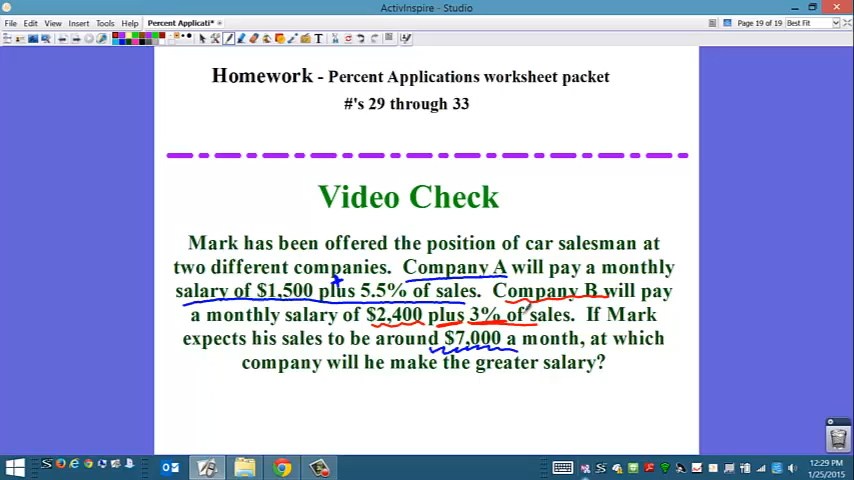 ActivInspire - Studio
File Edit View Insert Tools Help Percent Applicati* Page 19 of 19 Best Fit
Homework - Percent Applications worksheet packet
#'s 29 through 33
Video Check
Mark has been offered the position of car salesman at
two different companies. Company A will pay a monthly
salary of $1,500 plus 5.5% of sales. Company B will pay
a monthly salary of $2,400 plus 3% of sales. If Mark
expects his sales to be around $7,000 a month, at which
company will he make the greater salary?
12:29 PM
1/25/2015